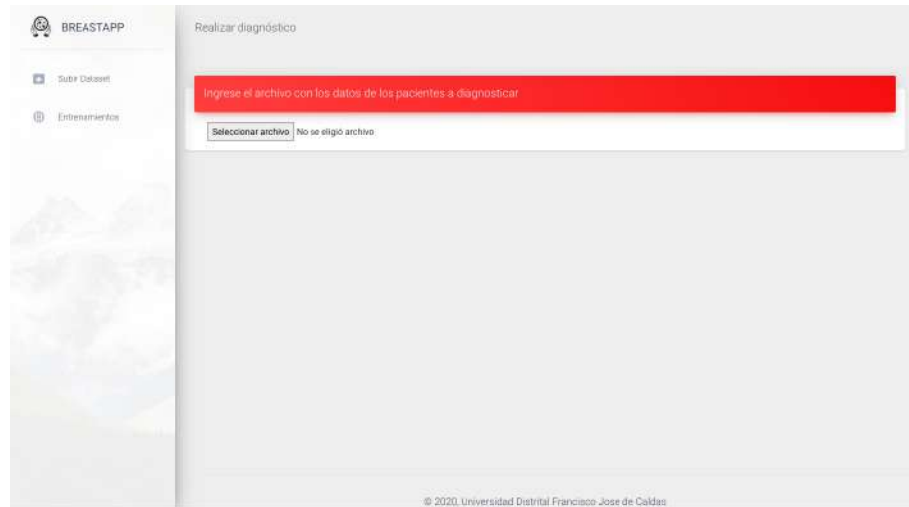 BREASTAPP
Subir Dataset
Entrenamientos
Realizar diagnóstico
Ingrese el archivo con los datos de los pacientes a diagnosticar
Seleccionar archivo No se eligió archivo
© 2020, Universidad Distrital Francisco Jose de Caldas